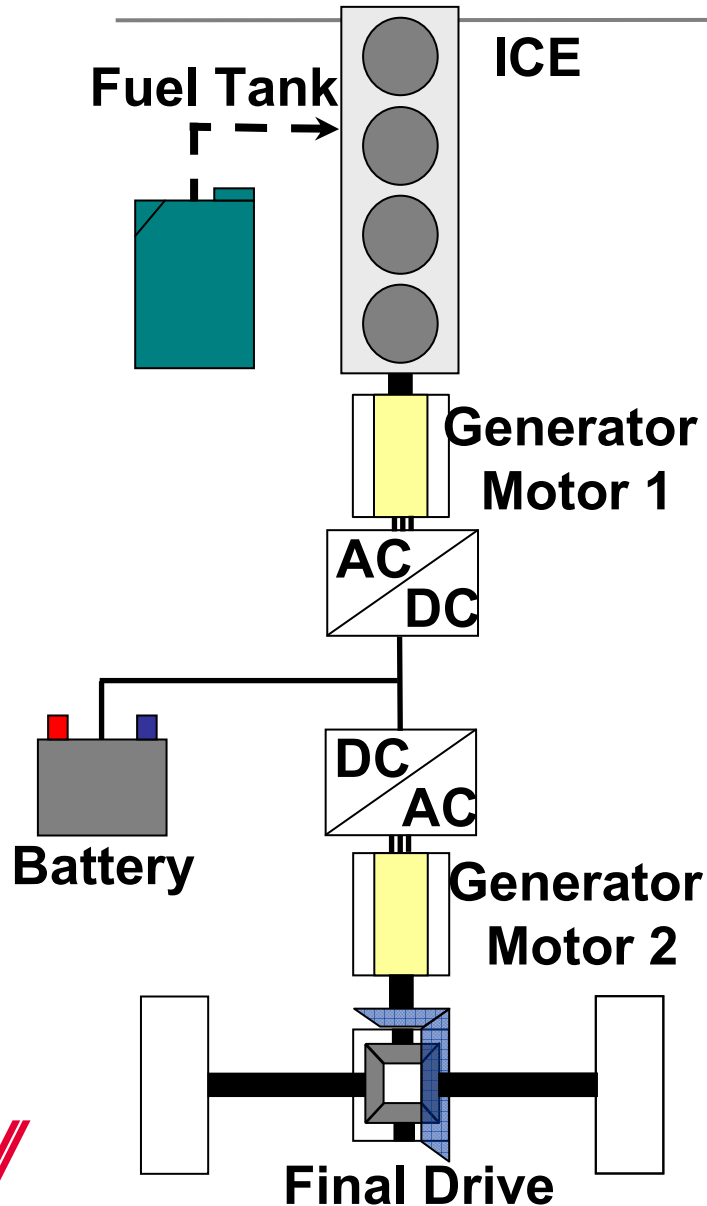 ICE
Fuel Tank
Generator
Motor 1
AC
DC
DC
AC
Battery
Generator
Motor 2
Final Drive